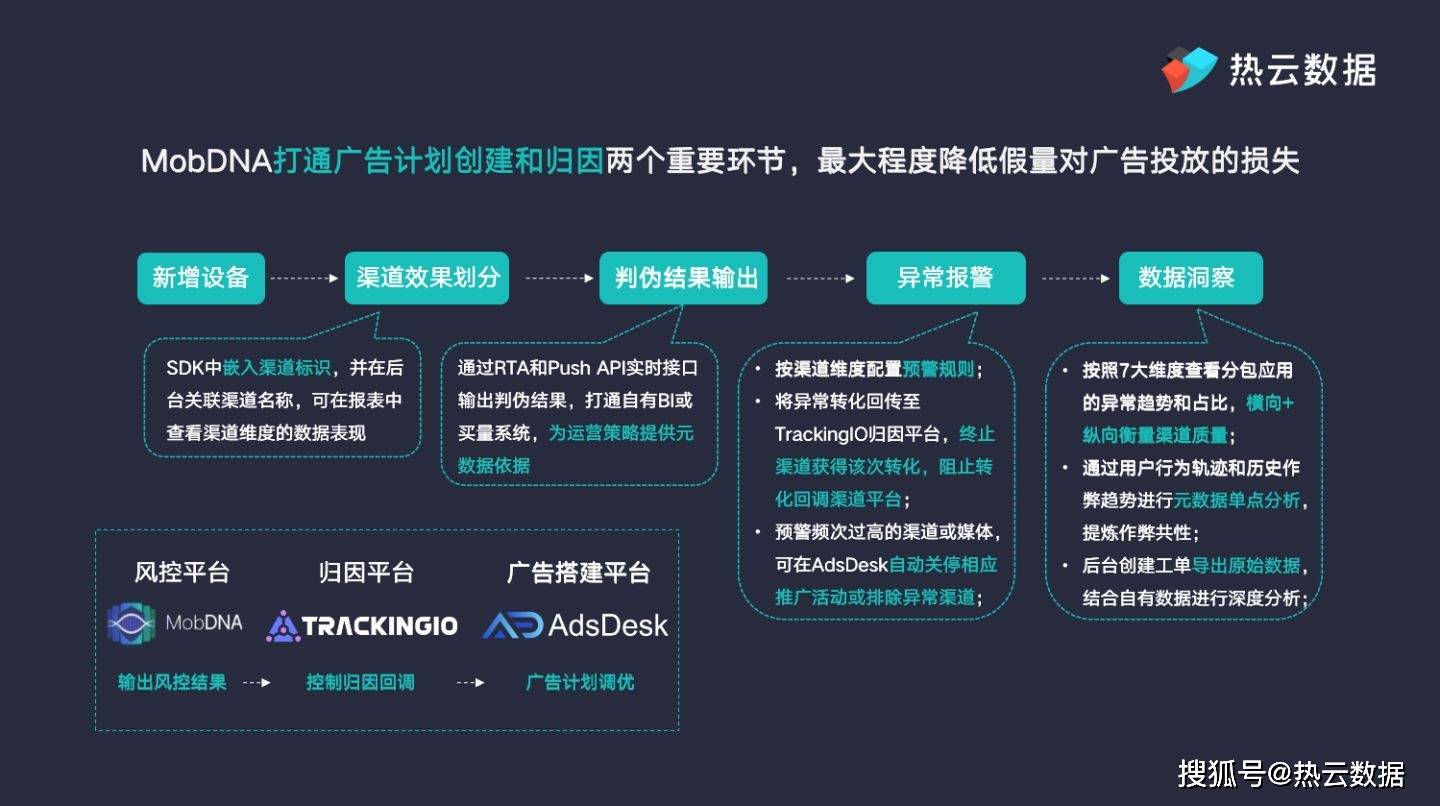 热云数据
MobDNA打通广告计划创建和归因两个重要环节，最大程度降低假量对广告投放的损失
新增设备
渠道效果划分
判伪结果输出
异常报警
数据洞察
SDK中嵌入渠道标识，并在后
台关联渠道名称，可在报表中
查看渠道维度的数据表现
通过RTA和Push API实时接口
输出判伪结果，打通自有BI或
买量系统，为运营策略提供元
数据依据
• 按渠道维度配置预警规则；
• 将异常转化回传至
TrackingIO归因平台，终止
渠道获得该次转化，阻止转
化回调渠道平台；
• 预警频次过高的渠道或媒体，
可在AdsDesk自动关停相应
推广活动或排除异常渠道；
• 按照7大维度查看分包应用
的异常趋势和占比，横向+
纵向衡量渠道质量；
• 通过用户行为轨迹和历史作
弊趋势进行元数据单点分析，
提炼作弊共性；
• 后台创建工单导出原始数据，
结合自有数据进行深度分析；
风控平台
归因平台
广告搭建平台
MobDNA
TRACKINGIO
AdsDesk
输出风控结果
控制归因回调
广告计划调优
搜狐号@热云数据